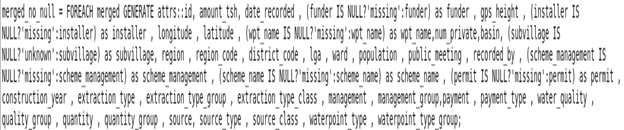 merged_no_null = FOREACH merged GENERATE attrs::id, amount_tsh, date_recorded , (funder IS NULL?'missing':funder) as funder , gps_height , (installer IS
NULL?'missing':installer) as installer , longitude , latitude , (wpt_name IS NULL?'missing':wpt_name) as wpt_name,num_private,basin, (subvillage IS
NULL?'unknown':subvillage) as subvillage, region , region_code , district_code , lga , ward , population , public_meeting , recorded_by , (scheme_management IS
NULL?'missing':scheme_management) as scheme_management , (scheme_name IS NULL?'missing':scheme_name) as scheme_name , (permit IS NULL?'missing':permit) as permit ,
construction_year , extraction_type , extraction_type_group , extraction_type_class , management , management_group,payment , payment_type , water_quality ,
quality_group , quantity , quantity_group , source, source_type , source_class , waterpoint_type , waterpoint_type_group;